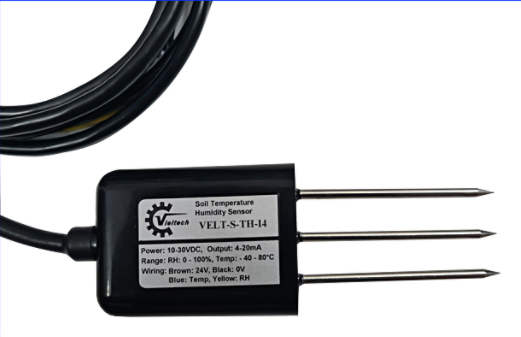 Vieltech
Soil Temperature
Humidity Sensor
VELT-S-TH-I4
Power: 10-30VDC, Output: 4-20mA
Range: RH: 0 - 100%, Temp: - 40 - 80°C
Wiring: Brown: 24V, Black: 0V
Blue: Temp, Yellow: RH